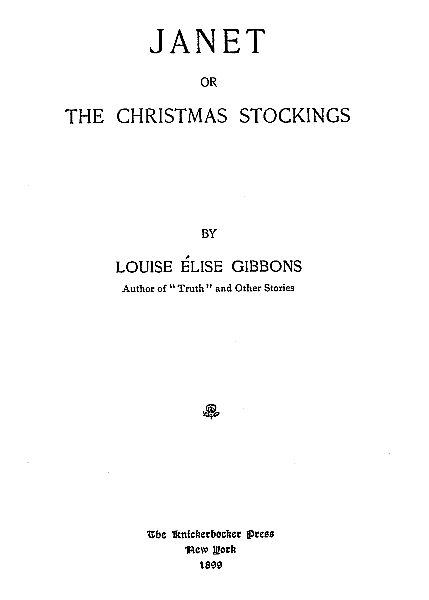 JANET
OR
THE CHRISTMAS STOCKINGS
BY
LOUISE ÉLISE GIBBONS
Author of "Truth" and Other Stories
The Knickerbocker Press
New York
1899